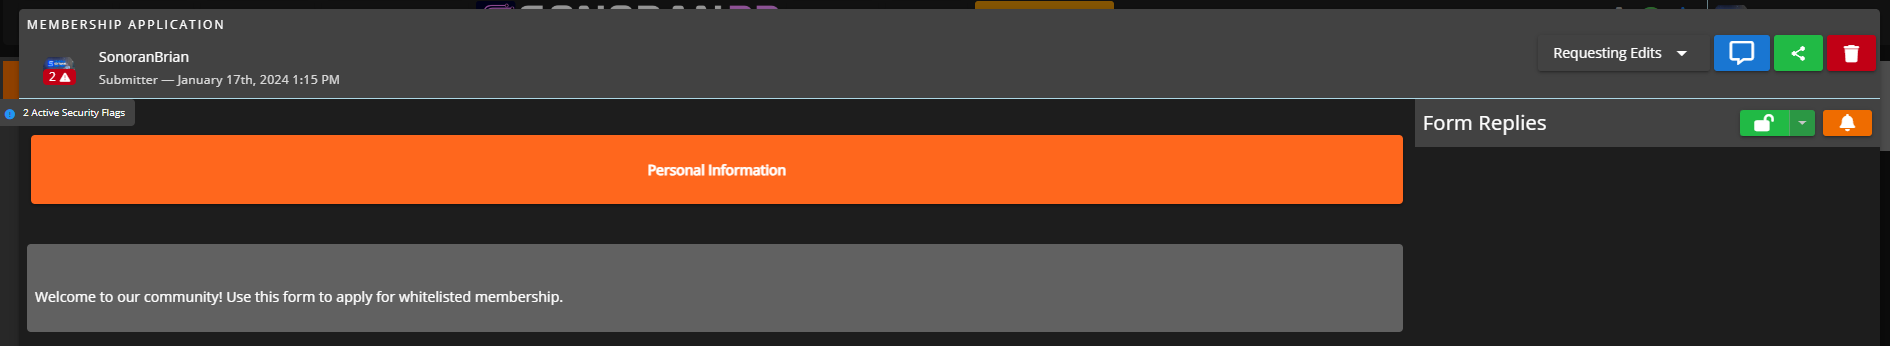 MEMBERSHIP APPLICATION
SonoranBrian
2
Submitter — January 17th, 2024 1:15 PM
Requesting Edits
2 Active Security Flags
Form Replies
Personal Information
Welcome to our community! Use this form to apply for whitelisted membership.